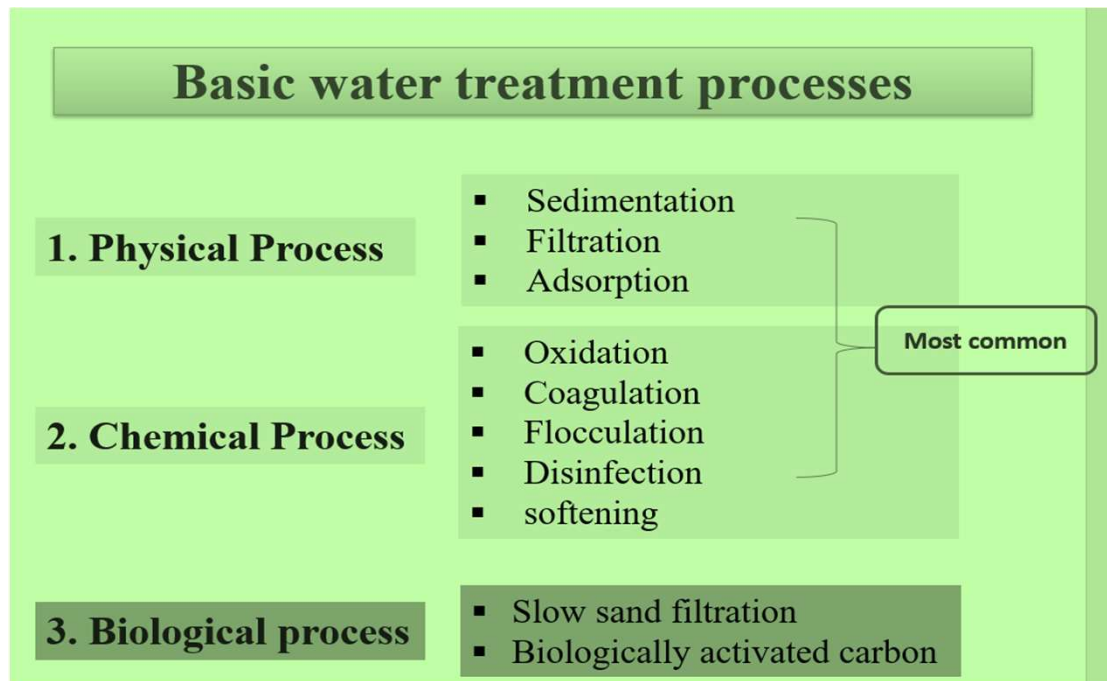 Basic water treatment processes
1. Physical Process
▪ Sedimentation
▪ Filtration
▪ Adsorption
Most common
2. Chemical Process
▪ Oxidation
▪ Coagulation
▪ Flocculation
▪ Disinfection
▪ softening
3. Biological process
▪ Slow sand filtration
▪ Biologically activated carbon